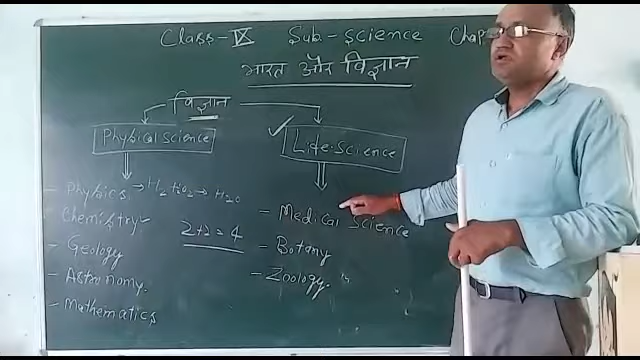 Class-IX Sub-Science Chap
भारत और विज्ञान
विज्ञान
Physical Science
Life:Science
- Physics → H₂ + O₂ → H₂O
- Chemistry
- Geology
- Astronomy.
- Mathematics
2+2=4
- Medical Science
- Botany
- Zoology.